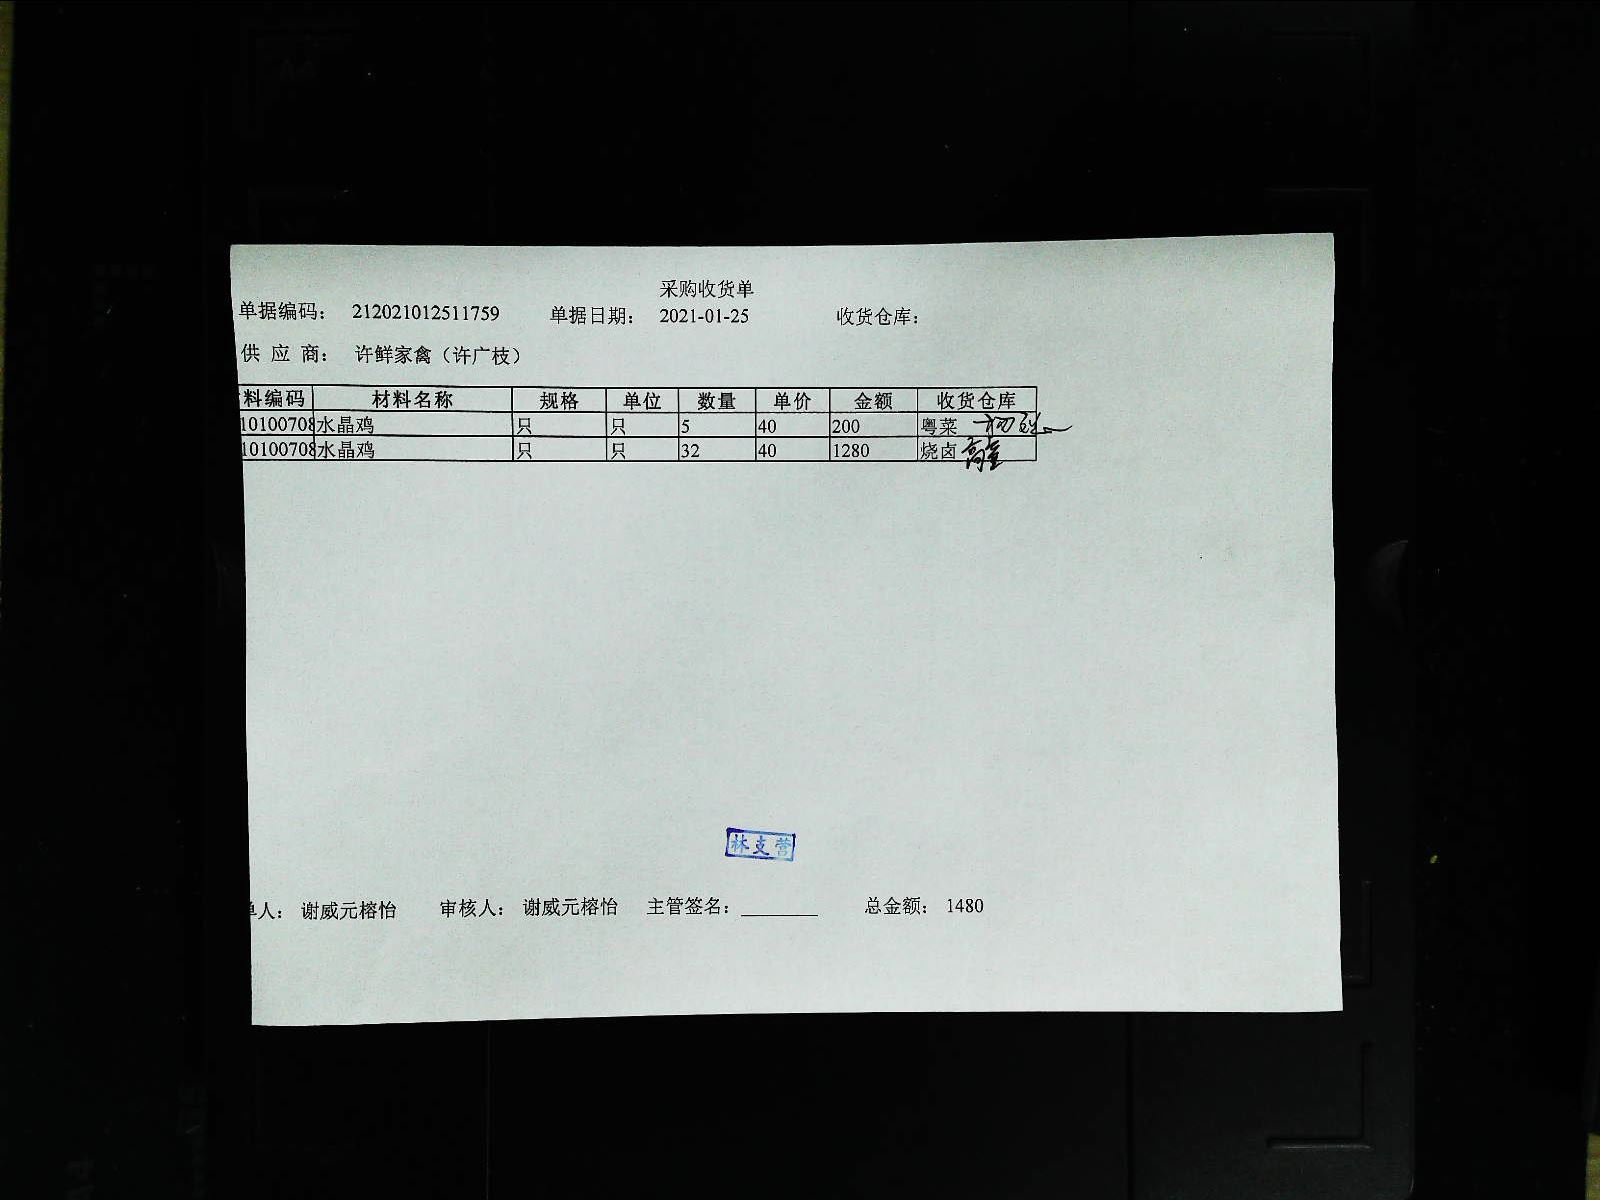 采购收货单
单据编码： 212021012511759 单据日期： 2021-01-25 收货仓库：
供 应 商： 许鲜家禽（许广枝）
料编码 材料名称 规格 单位 数量 单价 金额 收货仓库
10100708 水晶鸡 只 只 5 40 200 粤菜
10100708 水晶鸡 只 只 32 40 1280 烧卤
林支营
单人： 谢威元榕怡 审核人： 谢威元榕怡 主管签名：________ 总金额： 1480